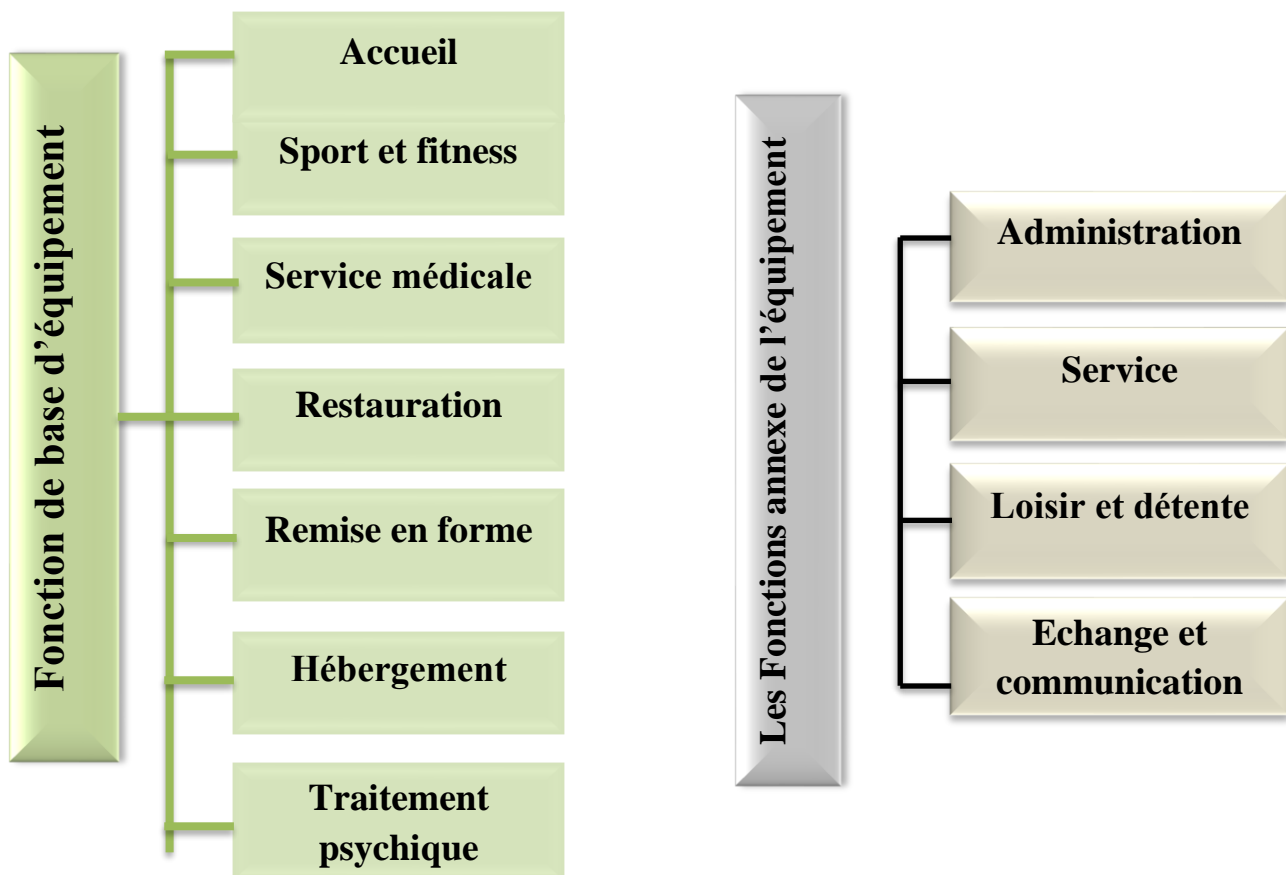 Fonction de base d’équipement
Accueil
Sport et fitness
Service médicale
Restauration
Remise en forme
Hébergement
Traitement
psychique
Les Fonctions annexe de l’équipement
Administration
Service
Loisir et détente
Echange et
communication